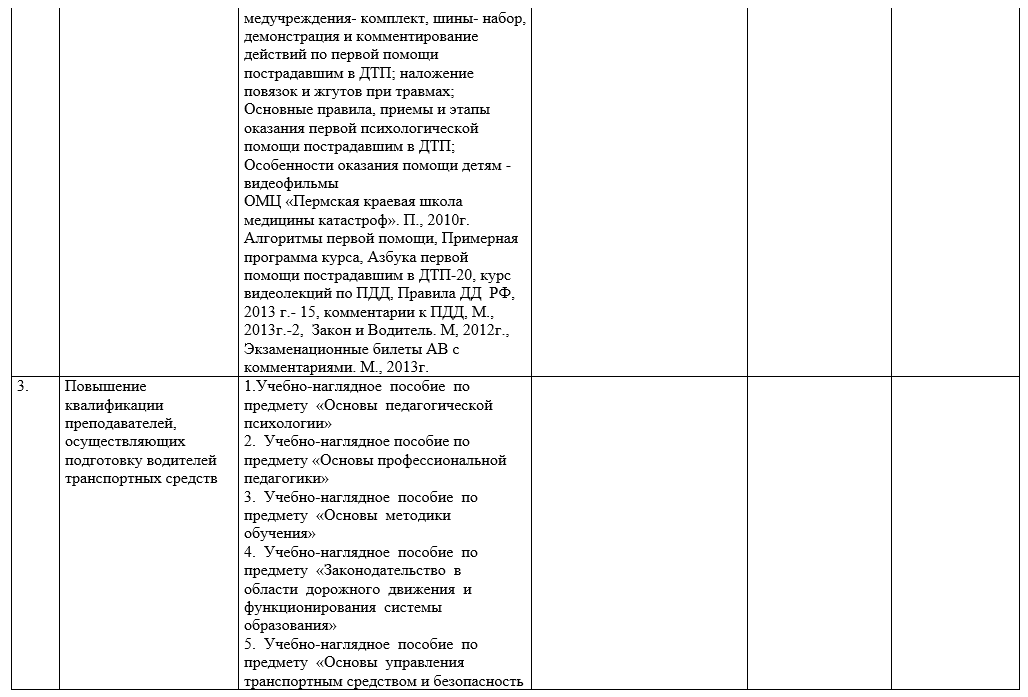 медучреждения- комплект, шины- набор,
демонстрация и комментирование
действий по первой помощи
пострадавшим в ДТП; наложение
повязок и жгутов при травмах;
Основные правила, приемы и этапы
оказания первой психологической
помощи пострадавшим в ДТП;
Особенности оказания помощи детям -
видеофильмы
ОМЦ «Пермская краевая школа
медицины катастроф». П., 2010г.
Алгоритмы первой помощи, Примерная
программа курса, Азбука первой
помощи пострадавшим в ДТП-20, курс
видеолекций по ПДД, Правила ДД  РФ,
2013 г.- 15, комментарии к ПДД, М.,
2013г.-2,  Закон и Водитель. М, 2012г.,
Экзаменационные билеты АВ с
комментариями. М., 2013г.
3.
Повышение
квалификации
преподавателей,
осуществляющих
подготовку водителей
транспортных средств
1.Учебно-наглядное  пособие  по
предмету  «Основы  педагогической
психологии»
2.  Учебно-наглядное пособие по
предмету «Основы профессиональной
педагогики»
3.  Учебно-наглядное  пособие  по
предмету  «Основы  методики
обучения»
4.  Учебно-наглядное  пособие  по
предмету  «Законодательство  в
области  дорожного  движения  и
функционирования  системы
образования»
5.  Учебно-наглядное  пособие  по
предмету  «Основы  управления
транспортным средством и безопасность